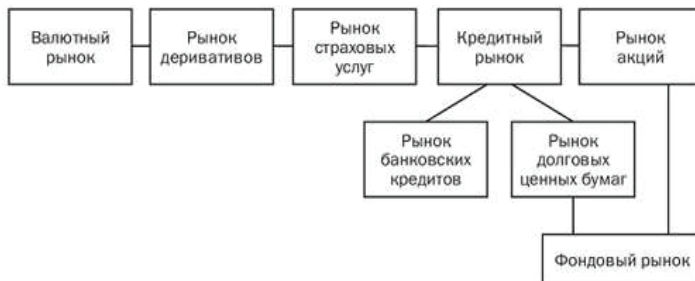 Валютный
рынок
Рынок
деривативов
Рынок
страховых
услуг
Кредитный
рынок
Рынок
акций
Рынок
банковских
кредитов
Рынок
долговых
ценных бумаг
Фондовый рынок